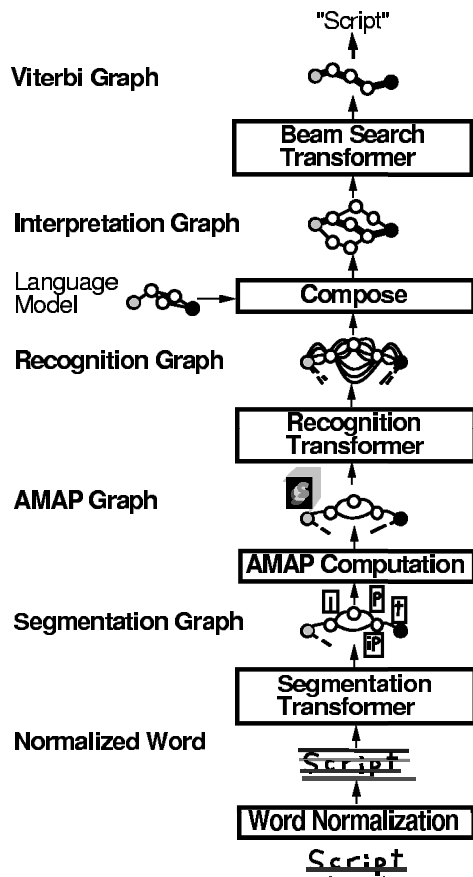 "Script"
Viterbi Graph
Beam Search
Transformer
Interpretation Graph
Language
Model
Compose
Recognition Graph
Recognition
Transformer
S
AMAP Graph
AMAP Computation
i
p
t
Segmentation Graph
ip
Segmentation
Transformer
Normalized Word
Script
Word Normalization
Script